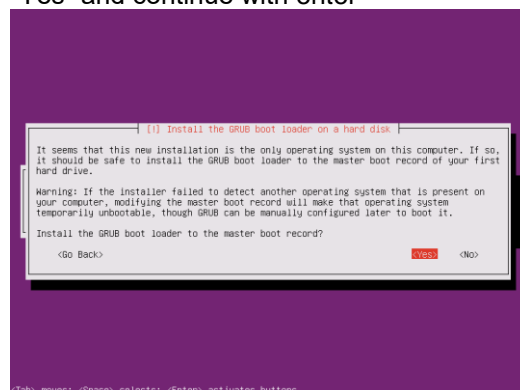 Yes" and continue with enter
[!] Install the GRUB boot loader on a hard disk
It seems that this new installation is the only operating system on this computer. If so,
it should be safe to install the GRUB boot loader to the master boot record of your first
hard drive.
Warning: If the installer failed to detect another operating system that is present on
your computer, modifying the master boot record will make that operating system
temporarily unbootable, though GRUB can be manually configured later to boot it.
Install the GRUB boot loader to the master boot record?
<Go Back> <Yes> <No>
<Tab> moves; <Space> selects; <Enter> activates buttons